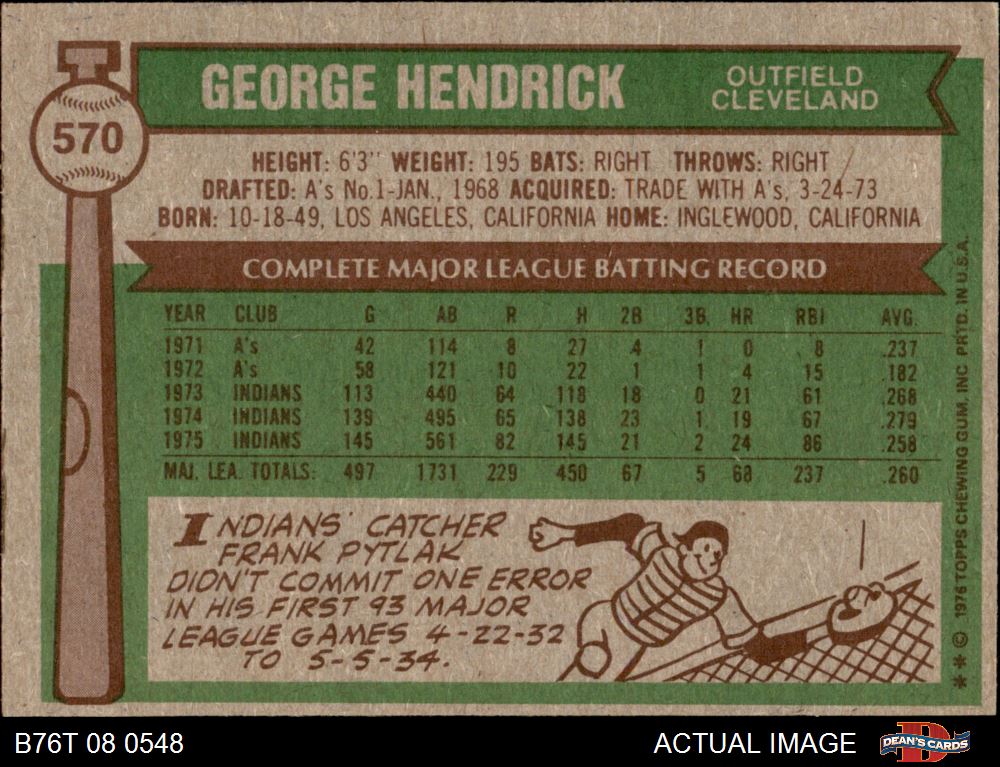 GEORGE HENDRICK
OUTFIELD
CLEVELAND
570
HEIGHT: 6'3" WEIGHT: 195 BATS: RIGHT THROWS: RIGHT
DRAFTED: A's No.1-JAN., 1968 ACQUIRED: TRADE WITH A's, 3-24-73
BORN: 10-18-49, LOS ANGELES, CALIFORNIA HOME: INGLEWOOD, CALIFORNIA
COMPLETE MAJOR LEAGUE BATTING RECORD
YEAR CLUB G AB R H 2B 3B. HR RBI AVG.
1971 A's 42 114 8 27 4 1 0 8 .237
1972 A's 58 121 10 22 1 1 4 15 .182
1973 INDIANS 113 440 64 118 18 0 21 61 .268
1974 INDIANS 139 495 65 138 23 1 19 67 .279
1975 INDIANS 145 561 82 145 21 2 24 86 .258
MAJ. LEA. TOTALS: 497 1731 229 450 67 5 68 237 .260
INDIANS' CATCHER
FRANK PYTLAK
DIDN'T COMMIT ONE ERROR
IN HIS FIRST 93 MAJOR
LEAGUE GAMES 4-22-32
TO 5-5-34.
** © 1976 TOPPS CHEWING GUM, INC PRTD. IN U.S.A.
B76T 08 0548
ACTUAL IMAGE
DEAN'S CARDS